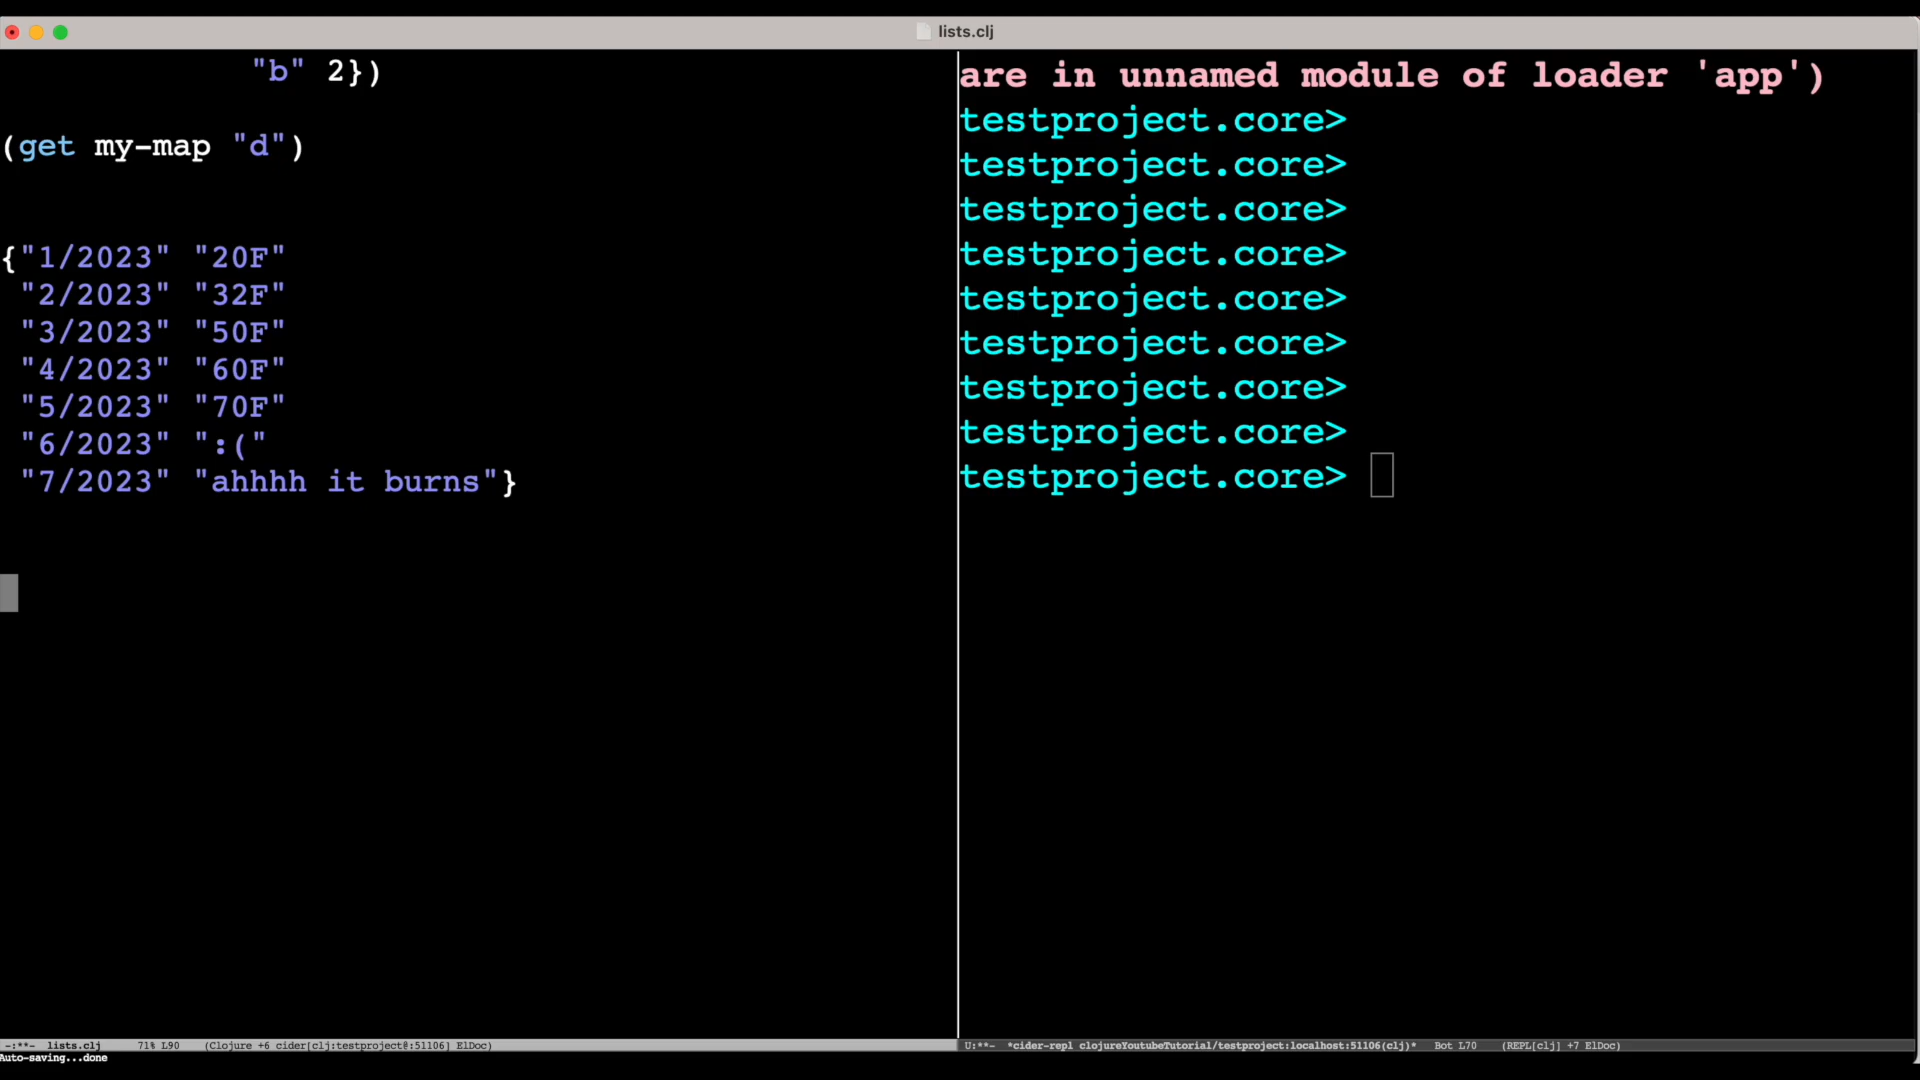 lists.clj
"b" 2})
(get my-map "d")
{"1/2023" "20F"
"2/2023" "32F"
"3/2023" "50F"
"4/2023" "60F"
"5/2023" "70F"
"6/2023" ":("
"7/2023" "ahhhh it burns"}
-:**- lists.clj 71% L90 (Clojure +6 cider[clj:testproject@:51106] ElDoc)
Auto-saving...done
are in unnamed module of loader 'app')
testproject.core>
testproject.core>
testproject.core>
testproject.core>
testproject.core>
testproject.core>
testproject.core>
testproject.core>
testproject.core>
U:**- *cider-repl clojureYoutubeTutorial/testproject:localhost:51106(clj)* Bot L70 (REPL[clj] +7 ElDoc)